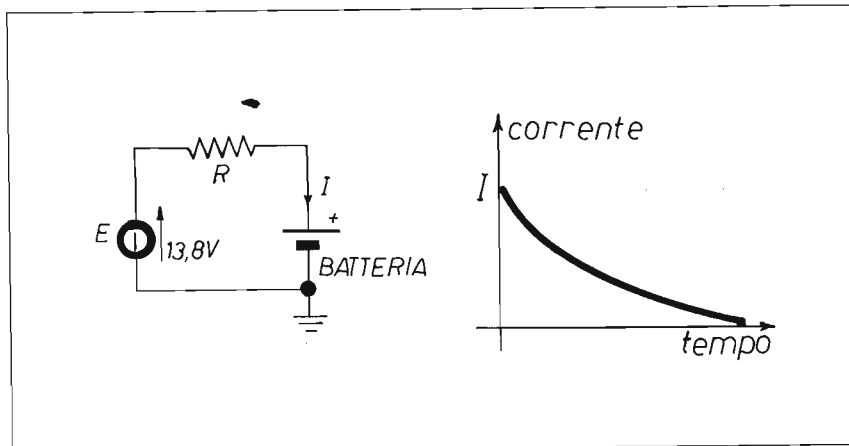 R
I
+
E
13,8V
BATTERIA
corrente
I
tempo